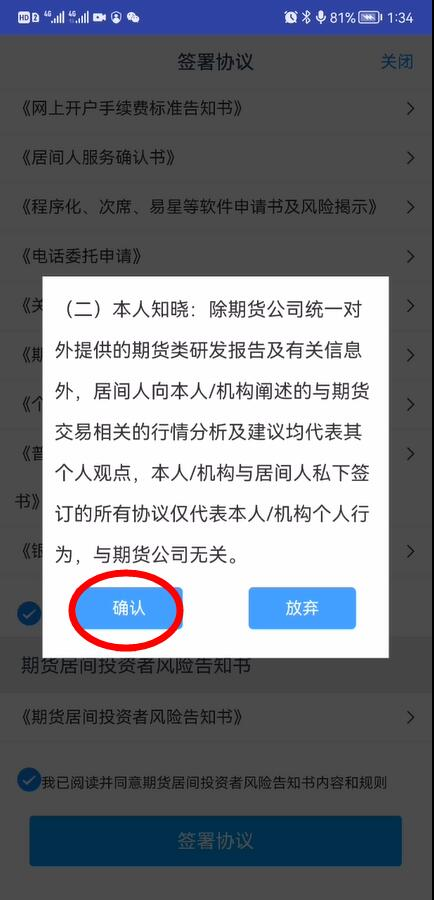 HD 2 4G 4G 81% 1:34
签署协议 关闭
《网上开户手续费标准告知书》
《居间人服务确认书》
《程序化、次席、易星等软件申请书及风险揭示》
《电话委托申请》
《关
《期
《个
《普
书》
《银
（二）本人知晓：除期货公司统一对
外提供的期货类研发报告及有关信息
外，居间人向本人/机构阐述的与期货
交易相关的行情分析及建议均代表其
个人观点，本人/机构与居间人私下签
订的所有协议仅代表本人/机构个人行
为，与期货公司无关。
确认 放弃
期货居间投资者风险告知书
《期货居间投资者风险告知书》
我已阅读并同意期货居间投资者风险告知书内容和规则
签署协议